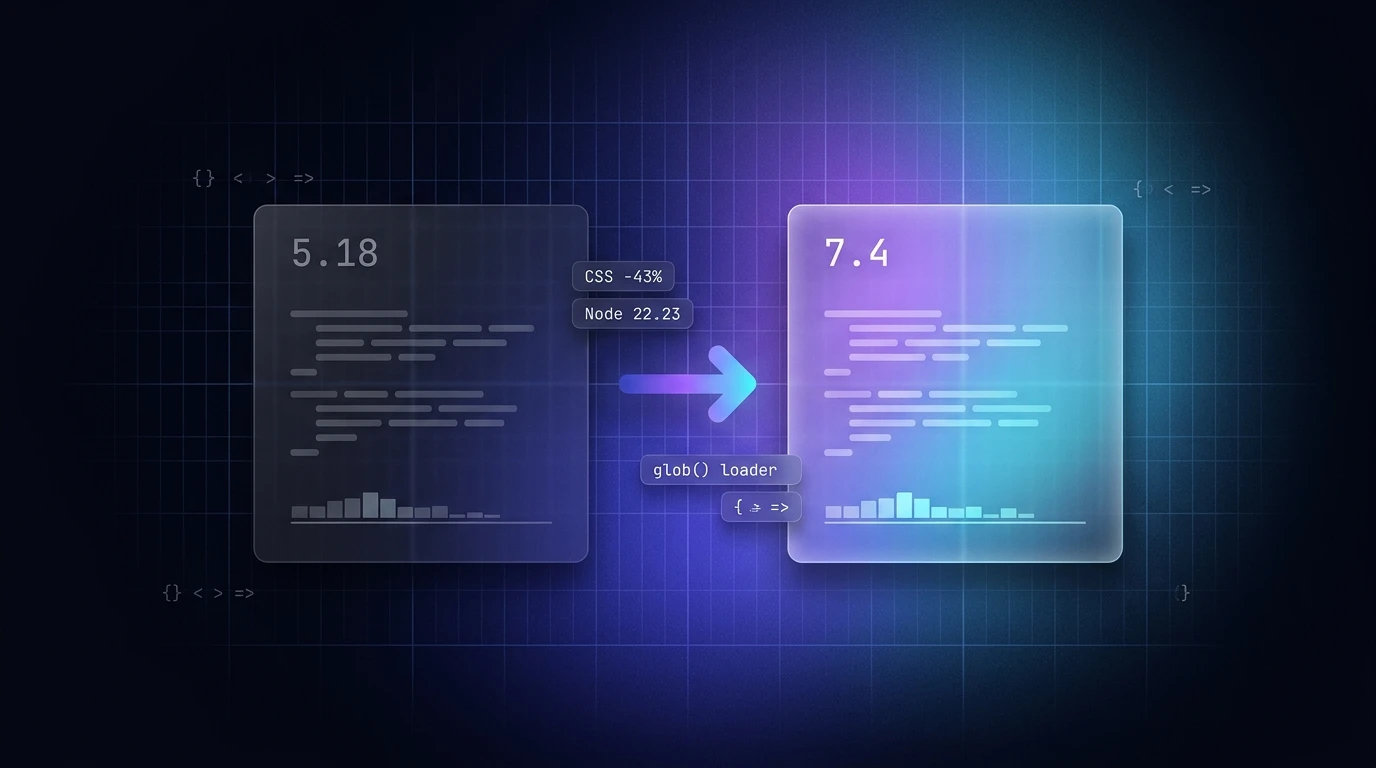 {} < > =>
{ < =>
5.18
7.4
CSS -43%
Node 22.23
glob() loader
{ =>
{} < > =>
}